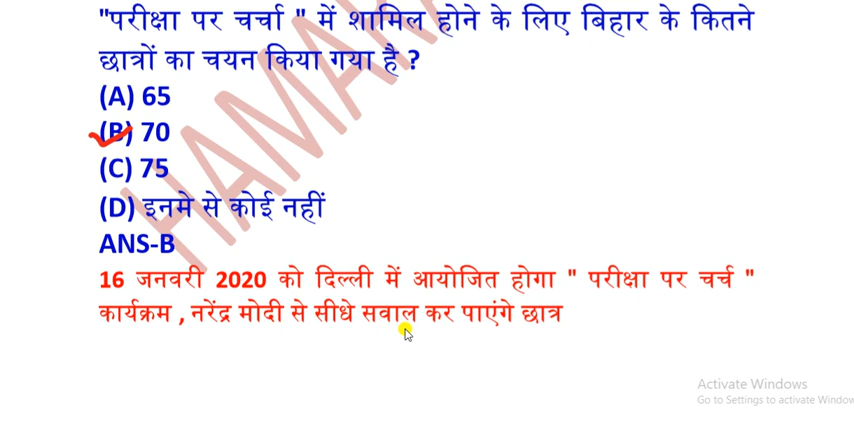 "परीक्षा पर चर्चा " में शामिल होने के लिए बिहार के कितने
छात्रों का चयन किया गया है ?
(A) 65
(B) 70
(C) 75
(D) इनमे से कोई नहीं
ANS-B
16 जनवरी 2020 को दिल्ली में आयोजित होगा " परीक्षा पर चर्च "
कार्यक्रम , नरेंद्र मोदी से सीधे सवाल कर पाएंगे छात्र
HAMARA
Activate Windows
Go to Settings to activate Window